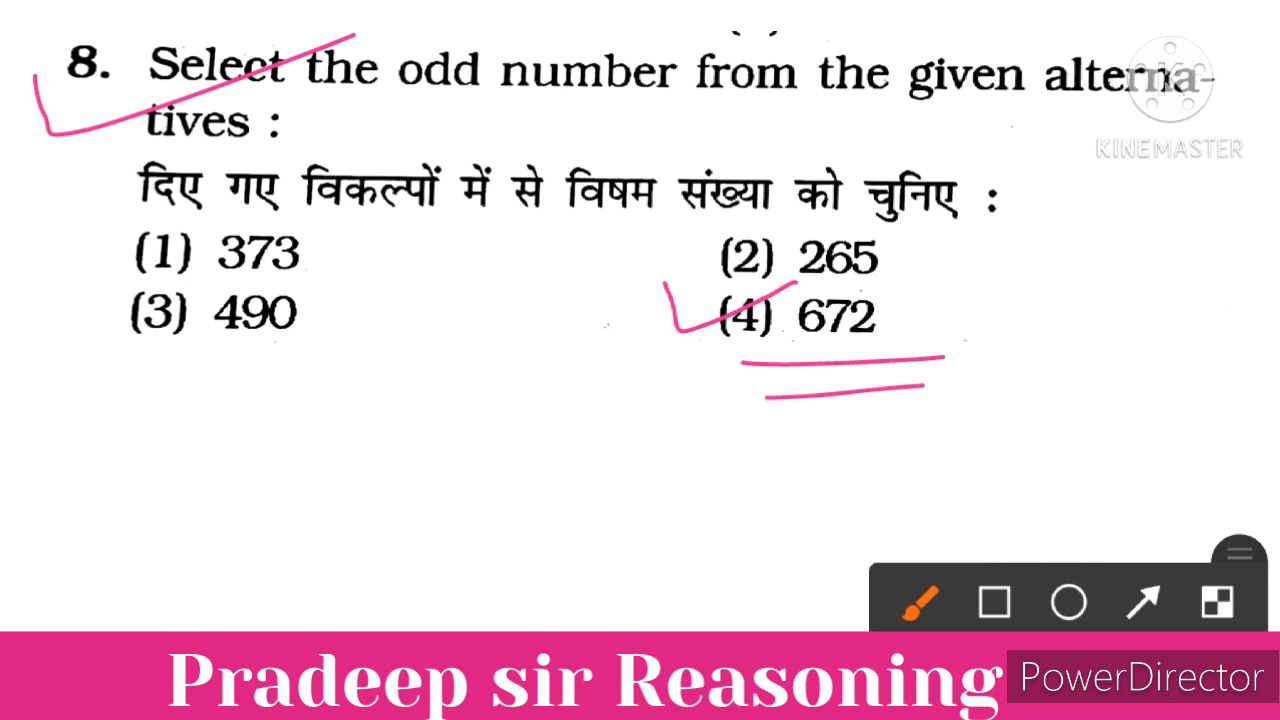 8. Select the odd number from the given alterna-
tives :
दिए गए विकल्पों में से विषम संख्या को चुनिए :
(1) 373 (2) 265
(3) 490 (4) 672
KINEMASTER
Pradeep sir Reasoning
PowerDirector